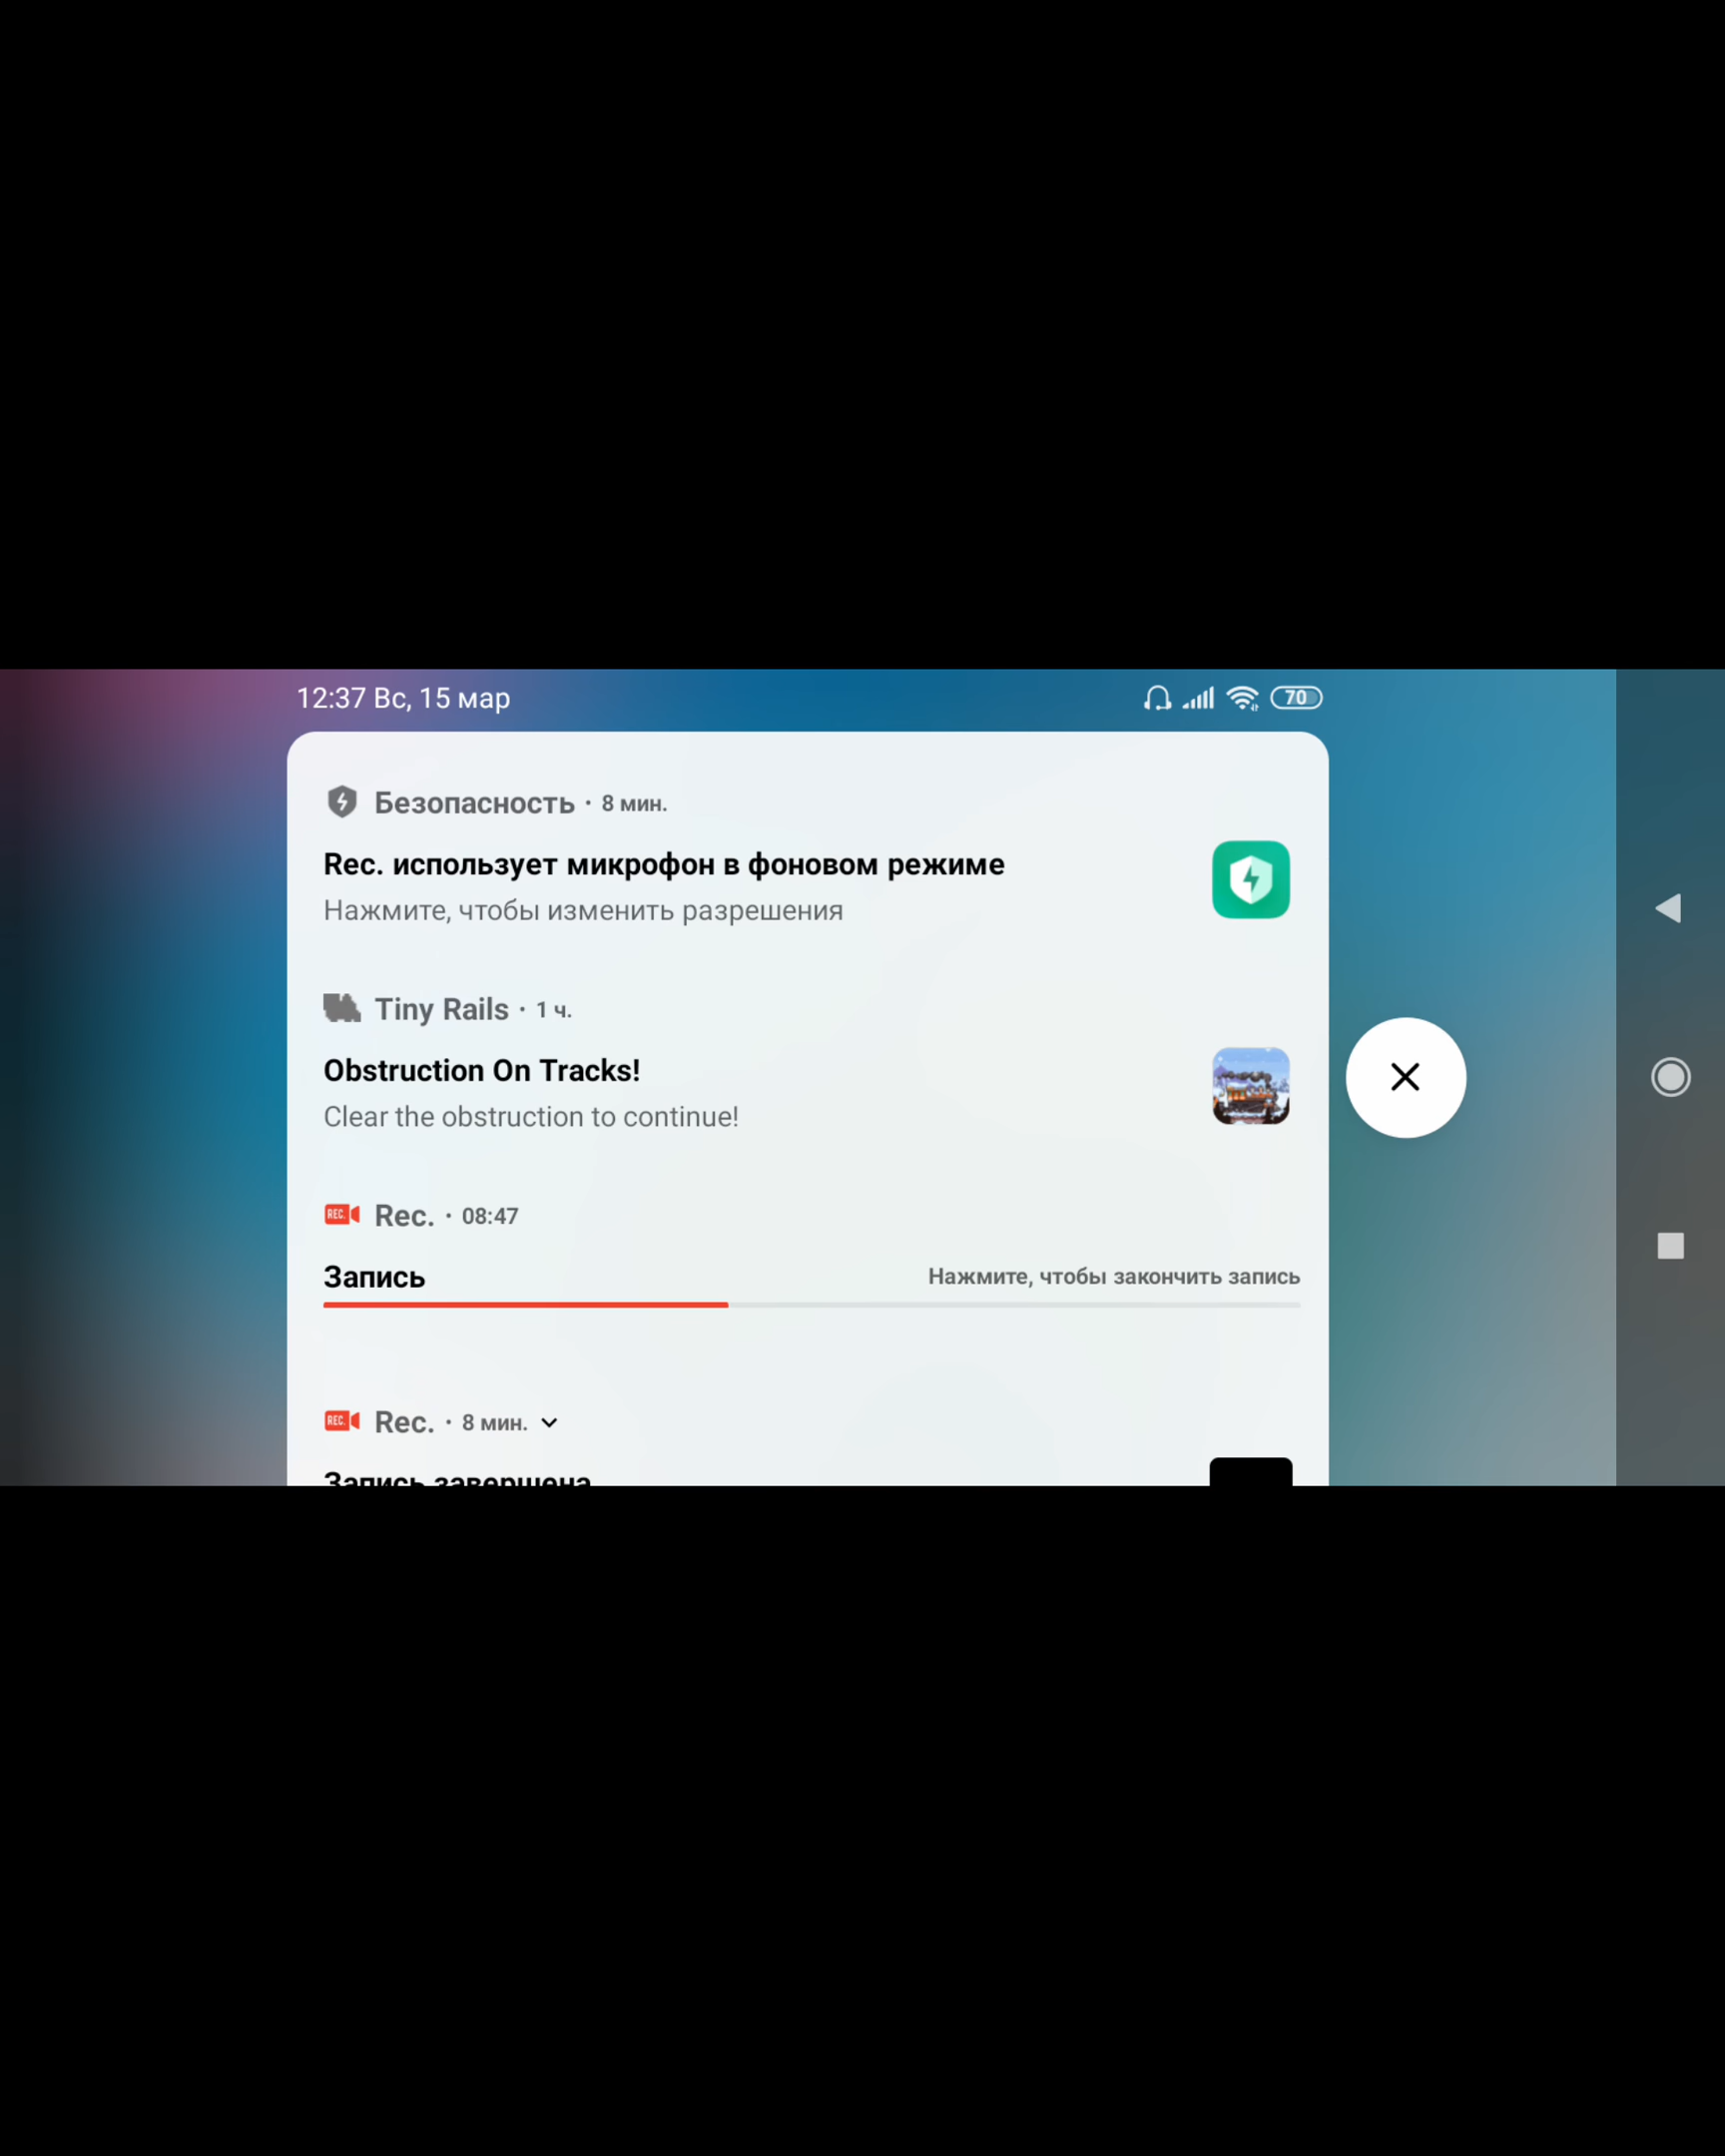 12:37 Вс, 15 мар
70
Безопасность · 8 мин.
Rec. использует микрофон в фоновом режиме
Нажмите, чтобы изменить разрешения
Tiny Rails · 1 ч.
Obstruction On Tracks!
Clear the obstruction to continue!
REC. Rec. · 08:47
Запись
Нажмите, чтобы закончить запись
REC. Rec. · 8 мин.
Запись завершена